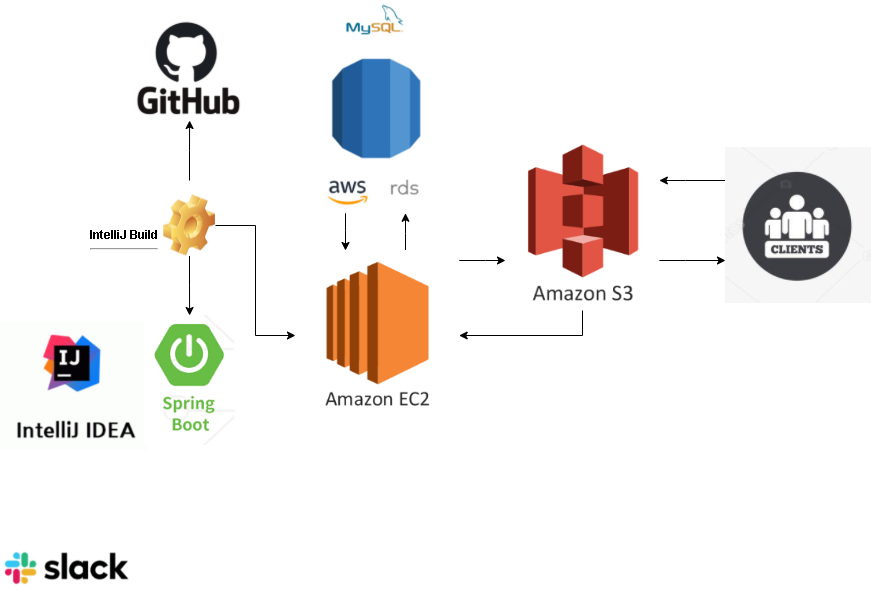 MySQL
GitHub
aws
rds
IntelliJ Build
CLIENTS
Amazon S3
IJ
Amazon EC2
Spring
Boot
IntelliJ IDEA
slack